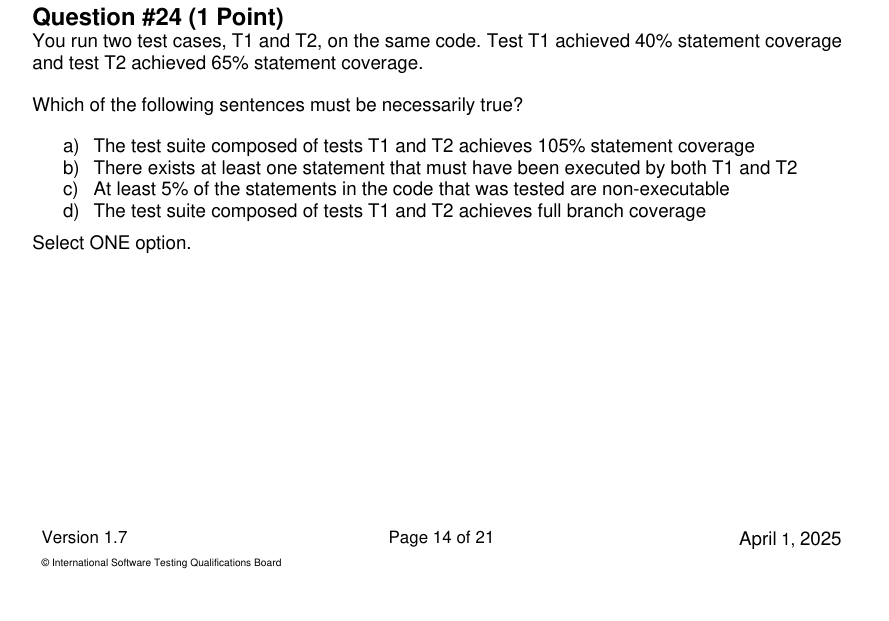 Question #24 (1 Point)
You run two test cases, T1 and T2, on the same code. Test T1 achieved 40% statement coverage
and test T2 achieved 65% statement coverage.
Which of the following sentences must be necessarily true?
a) The test suite composed of tests T1 and T2 achieves 105% statement coverage
b) There exists at least one statement that must have been executed by both T1 and T2
c) At least 5% of the statements in the code that was tested are non-executable
d) The test suite composed of tests T1 and T2 achieves full branch coverage
Select ONE option.
Version 1.7 Page 14 of 21 April 1, 2025
© International Software Testing Qualifications Board